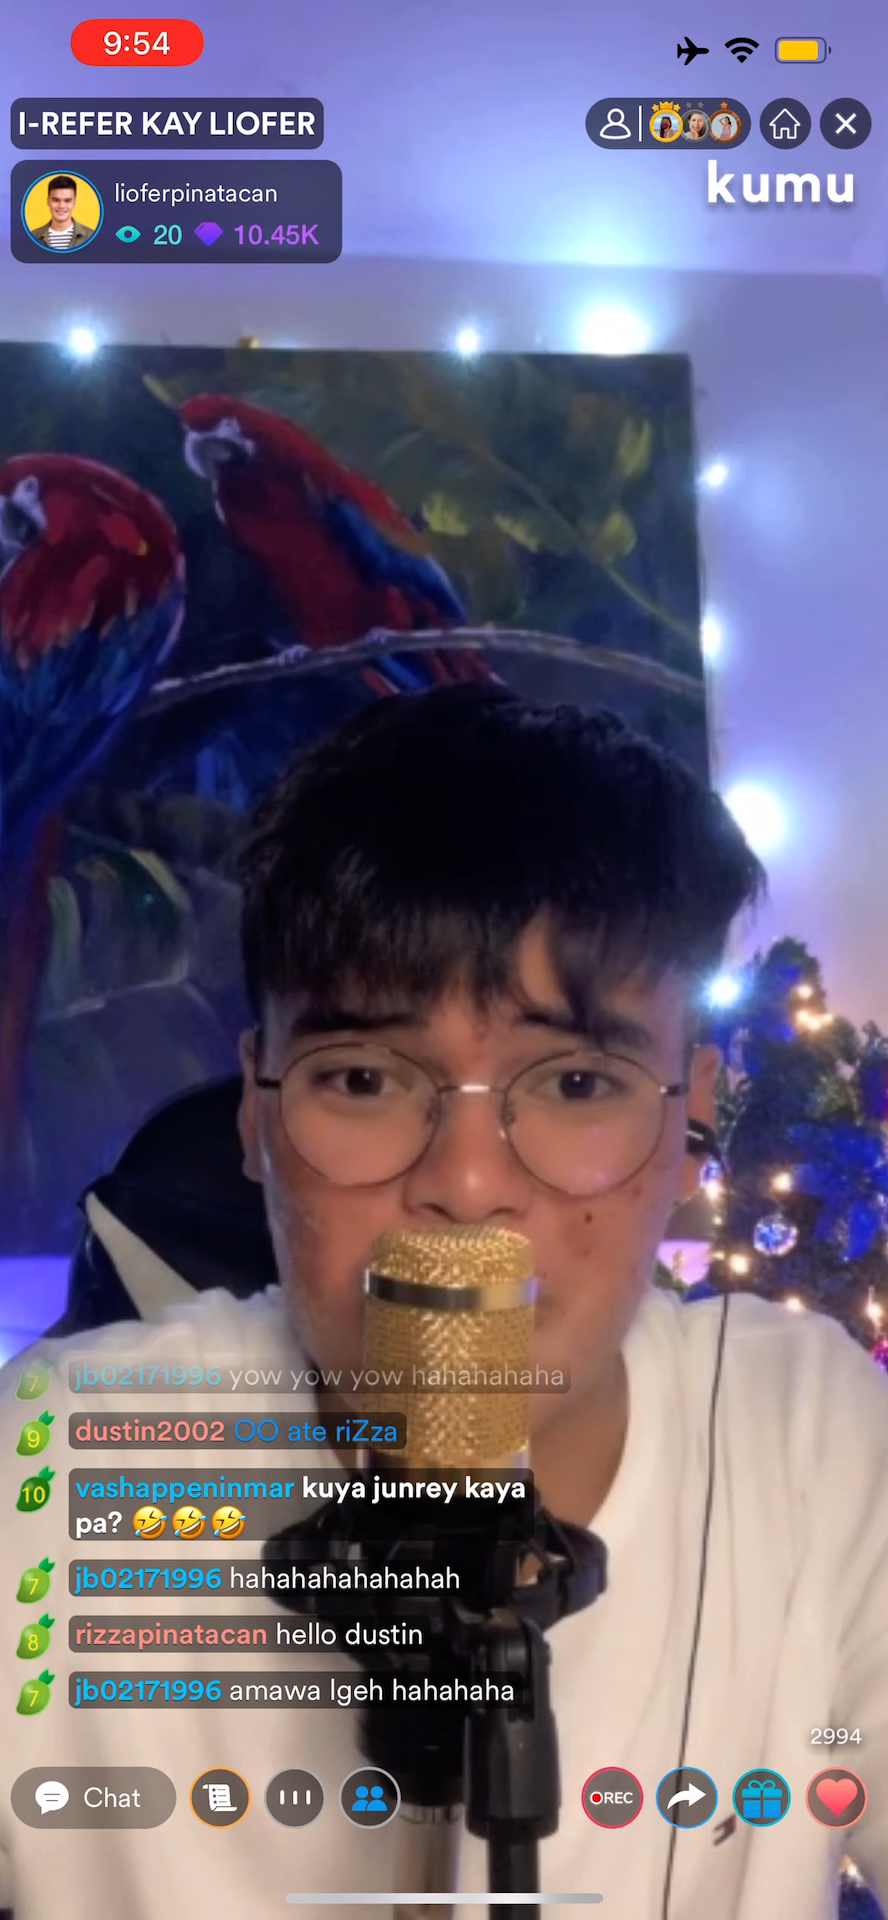 9:54
I-REFER KAY LIOFER
lioferpinatacan
20 10.45K
kumu
7 jb02171996 yow yow yow hahahahaha
9 dustin2002 OO ate riZza
10 vashappeninmar kuya junrey kaya
pa? 🤣🤣🤣
7 jb02171996 hahahahahahahah
8 rizzapinatacan hello dustin
7 jb02171996 amawa lgeh hahahaha
2994
Chat
REC